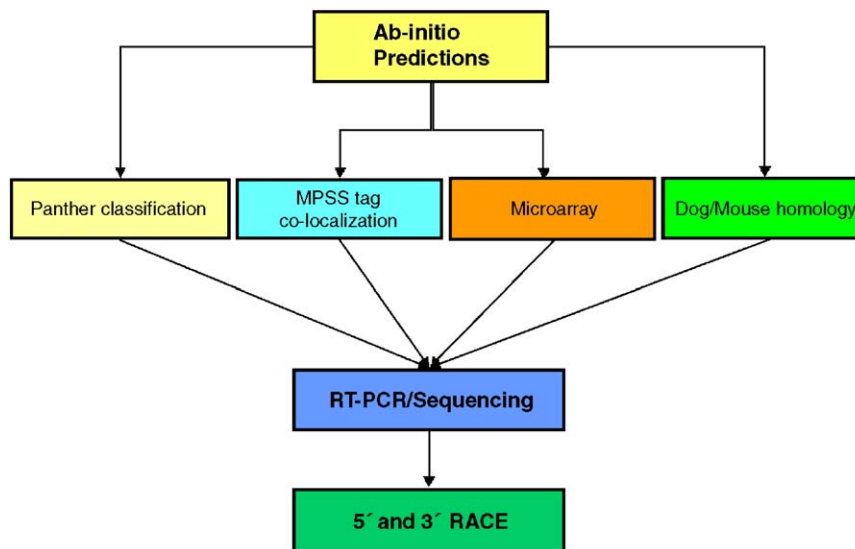 Ab-initio
Predictions
Panther classification
MPSS tag
co-localization
Microarray
Dog/Mouse homology
RT-PCR/Sequencing
5´ and 3´ RACE